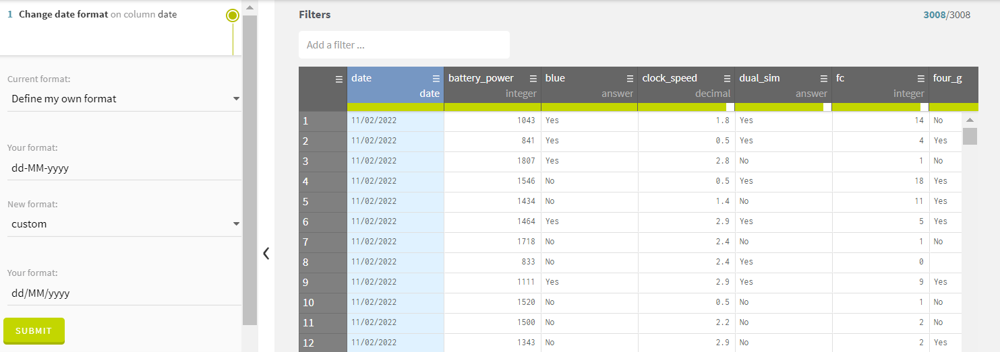 1 Change date format on column date
Current format:
Define my own format
Your format:
dd-MM-yyyy
New format:
custom
Your format:
dd/MM/yyyy
SUBMIT
Filters 3008/3008
Add a filter ...
date battery_power blue clock_speed dual_sim fc four_g
date integer answer decimal answer integer
1 11/02/2022 1043 Yes 1.8 Yes 14 No
2 11/02/2022 841 Yes 0.5 Yes 4 Yes
3 11/02/2022 1807 Yes 2.8 No 1 No
4 11/02/2022 1546 No 0.5 Yes 18 Yes
5 11/02/2022 1434 No 1.4 No 11 Yes
6 11/02/2022 1464 Yes 2.9 Yes 5 Yes
7 11/02/2022 1718 No 2.4 No 1 No
8 11/02/2022 833 No 2.4 Yes 0
9 11/02/2022 1111 Yes 2.9 Yes 9 Yes
10 11/02/2022 1520 No 0.5 No 1 No
11 11/02/2022 1500 No 2.2 No 2 No
12 11/02/2022 1343 No 2.9 No 2 Yes